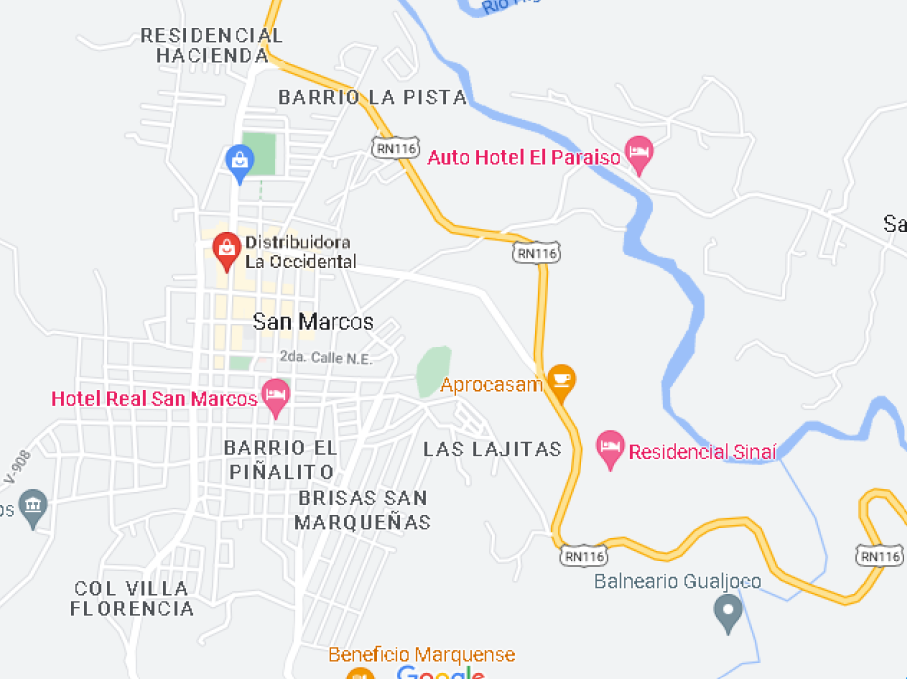 Río Hig
RESIDENCIAL
HACIENDA
BARRIO LA PISTA
RN116
Auto Hotel El Paraiso
Sa
Distribuidora
La Occidental
RN116
San Marcos
2da. Calle N.E.
Aprocasam
Hotel Real San Marcos
BARRIO EL
PIÑALITO
LAS LAJITAS
Residencial Sinaí
V-908
BRISAS SAN
MARQUEÑAS
os
RN116
RN116
Balneario Gualjoco
COL VILLA
FLORENCIA
Beneficio Marquense
Google